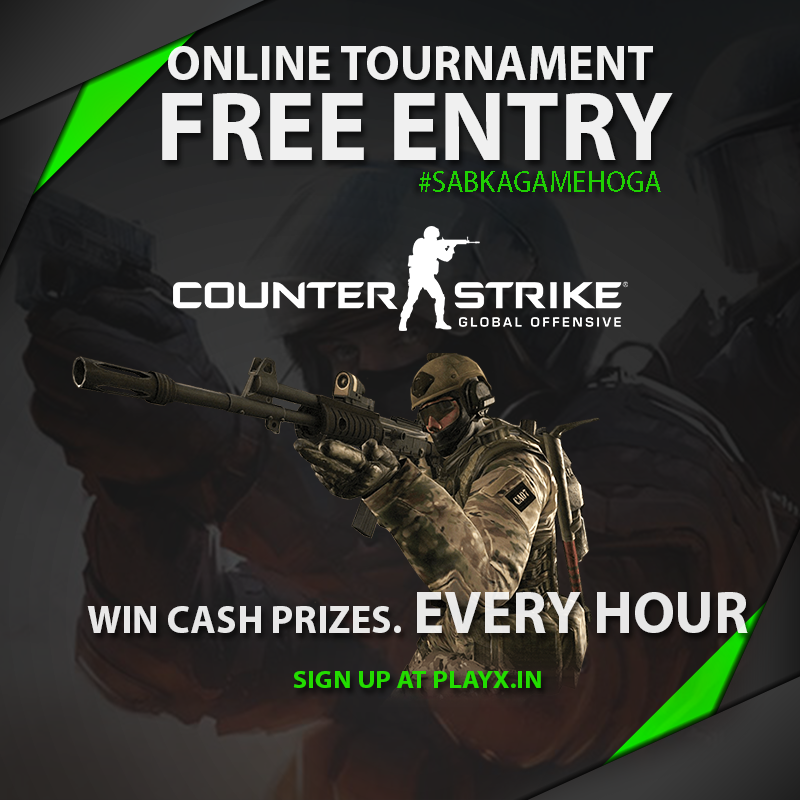 ONLINE TOURNAMENT
FREE ENTRY
#SABKAGAMEHOGA
COUNTER STRIKE®
GLOBAL OFFENSIVE
WIN CASH PRIZES. EVERY HOUR
SIGN UP AT PLAYX.IN